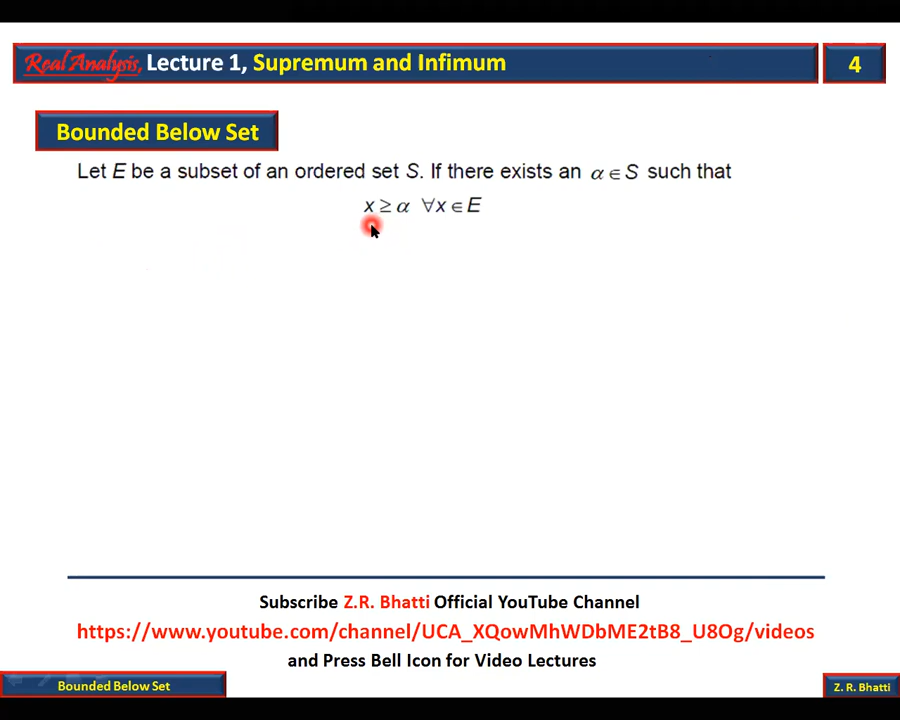 Real Analysis, Lecture 1, Supremum and Infimum
4
Bounded Below Set
Let E be a subset of an ordered set S. If there exists an α ∈ S such that
x ≥ α ∀x ∈ E
Subscribe Z.R. Bhatti Official YouTube Channel
https://www.youtube.com/channel/UCA_XQowMhWDbME2tB8_U8Og/videos
and Press Bell Icon for Video Lectures
Bounded Below Set
Z. R. Bhatti